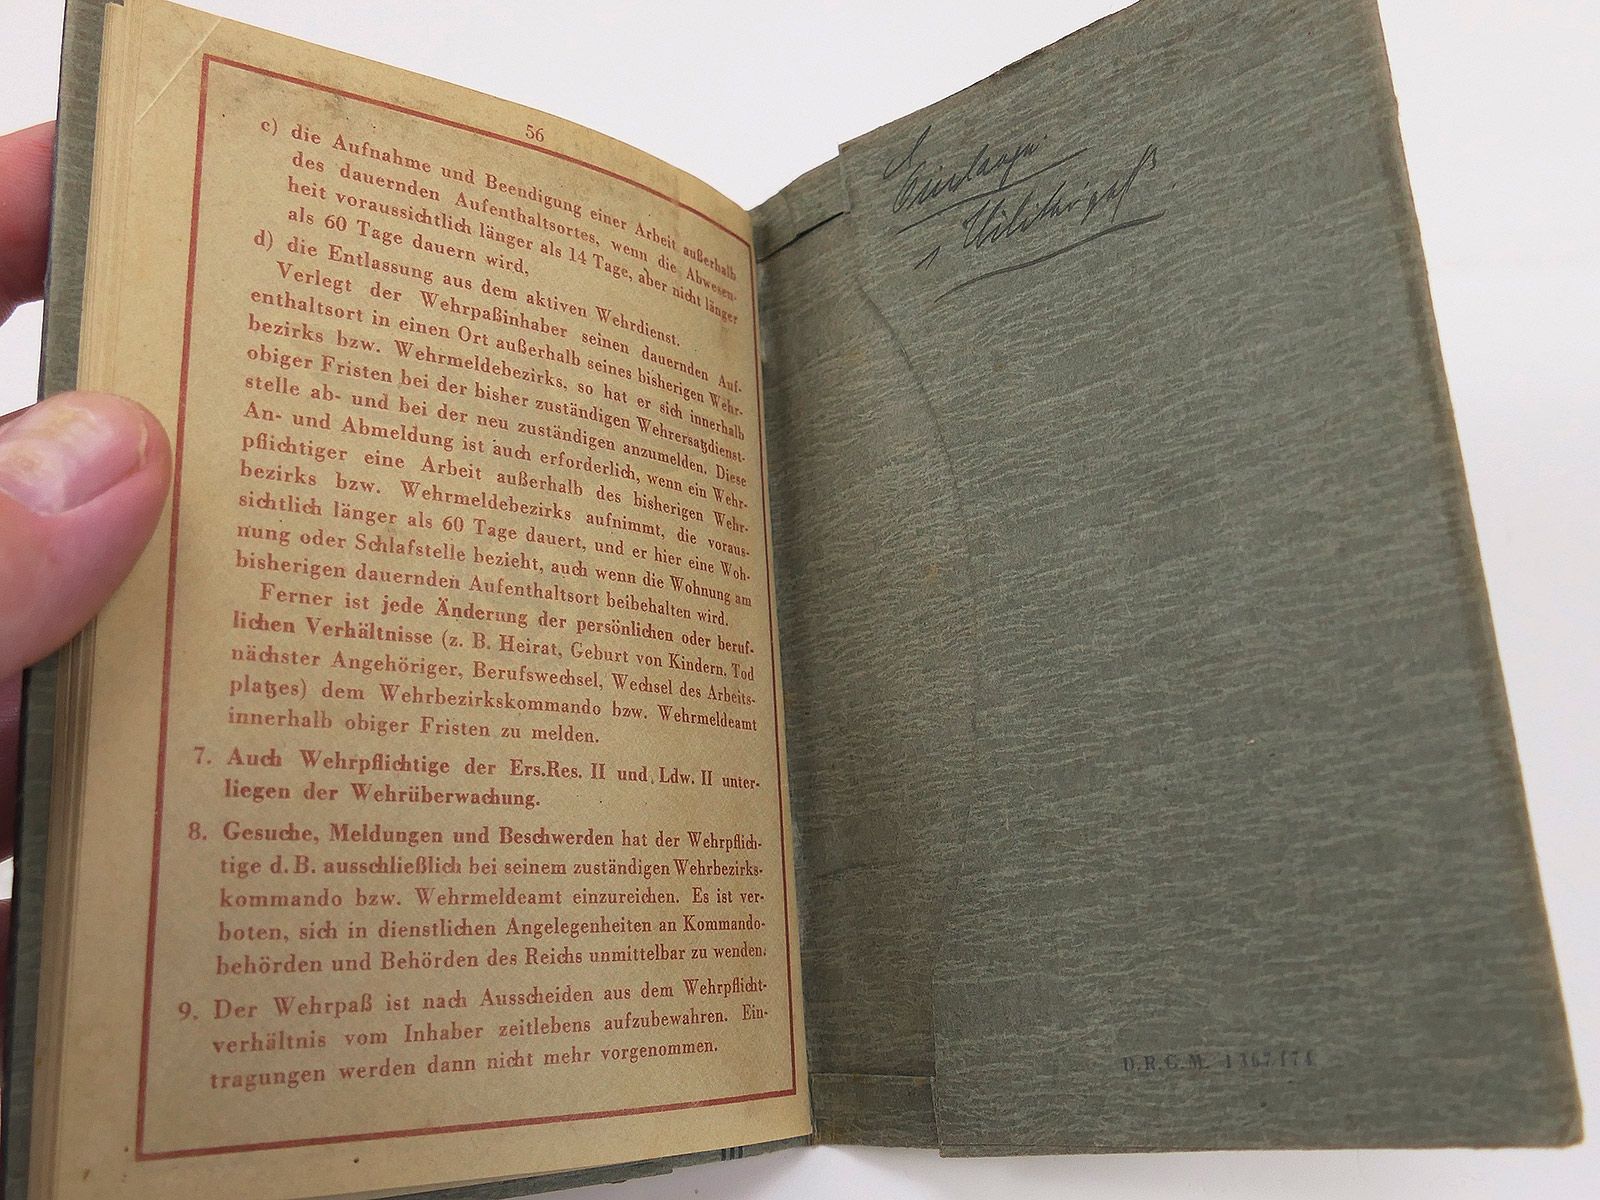 56
c) die Aufnahme und Beendigung einer Arbeit außerhalb
des dauernden Aufenthaltsortes, wenn die Abwesen-
heit voraussichtlich länger als 14 Tage, aber nicht länger
als 60 Tage dauern wird,
d) die Entlassung aus dem aktiven Wehrdienst.
Verlegt der Wehrpaßinhaber seinen dauernden Auf-
enthaltsort in einen Ort außerhalb seines bisherigen Wehr-
bezirks bzw. Wehrmeldebezirks, so hat er sich innerhalb
obiger Fristen bei der bisher zuständigen Wehrersatzdienst-
stelle ab- und bei der neu zuständigen anzumelden. Diese
An- und Abmeldung ist auch erforderlich, wenn ein Wehr-
pflichtiger eine Arbeit außerhalb des bisherigen Wehr-
bezirks bzw. Wehrmeldebezirks aufnimmt, die voraus-
sichtlich länger als 60 Tage dauert, und er hier eine Woh-
nung oder Schlafstelle bezieht, auch wenn die Wohnung am
bisherigen dauernden Aufenthaltsort beibehalten wird.
Ferner ist jede Änderung der persönlichen oder beruf-
lichen Verhältnisse (z. B. Heirat, Geburt von Kindern, Tod
nächster Angehöriger, Berufswechsel, Wechsel des Arbeits-
platzes) dem Wehrbezirkskommando bzw. Wehrmeldeamt
innerhalb obiger Fristen zu melden.
7. Auch Wehrpflichtige der Ers.Res. II und Ldw. II unter-
liegen der Wehrüberwachung.
8. Gesuche, Meldungen und Beschwerden hat der Wehrpflich-
tige d. B. ausschließlich bei seinem zuständigen Wehrbezirks-
kommando bzw. Wehrmeldeamt einzureichen. Es ist ver-
boten, sich in dienstlichen Angelegenheiten an Kommando-
behörden und Behörden des Reichs unmittelbar zu wenden.
9. Der Wehrpaß ist nach Ausscheiden aus dem Wehrpflicht-
verhältnis vom Inhaber zeitlebens aufzubewahren. Ein-
tragungen werden dann nicht mehr vorgenommen.
1 Militärpaß
D.R.G.M. 1367474